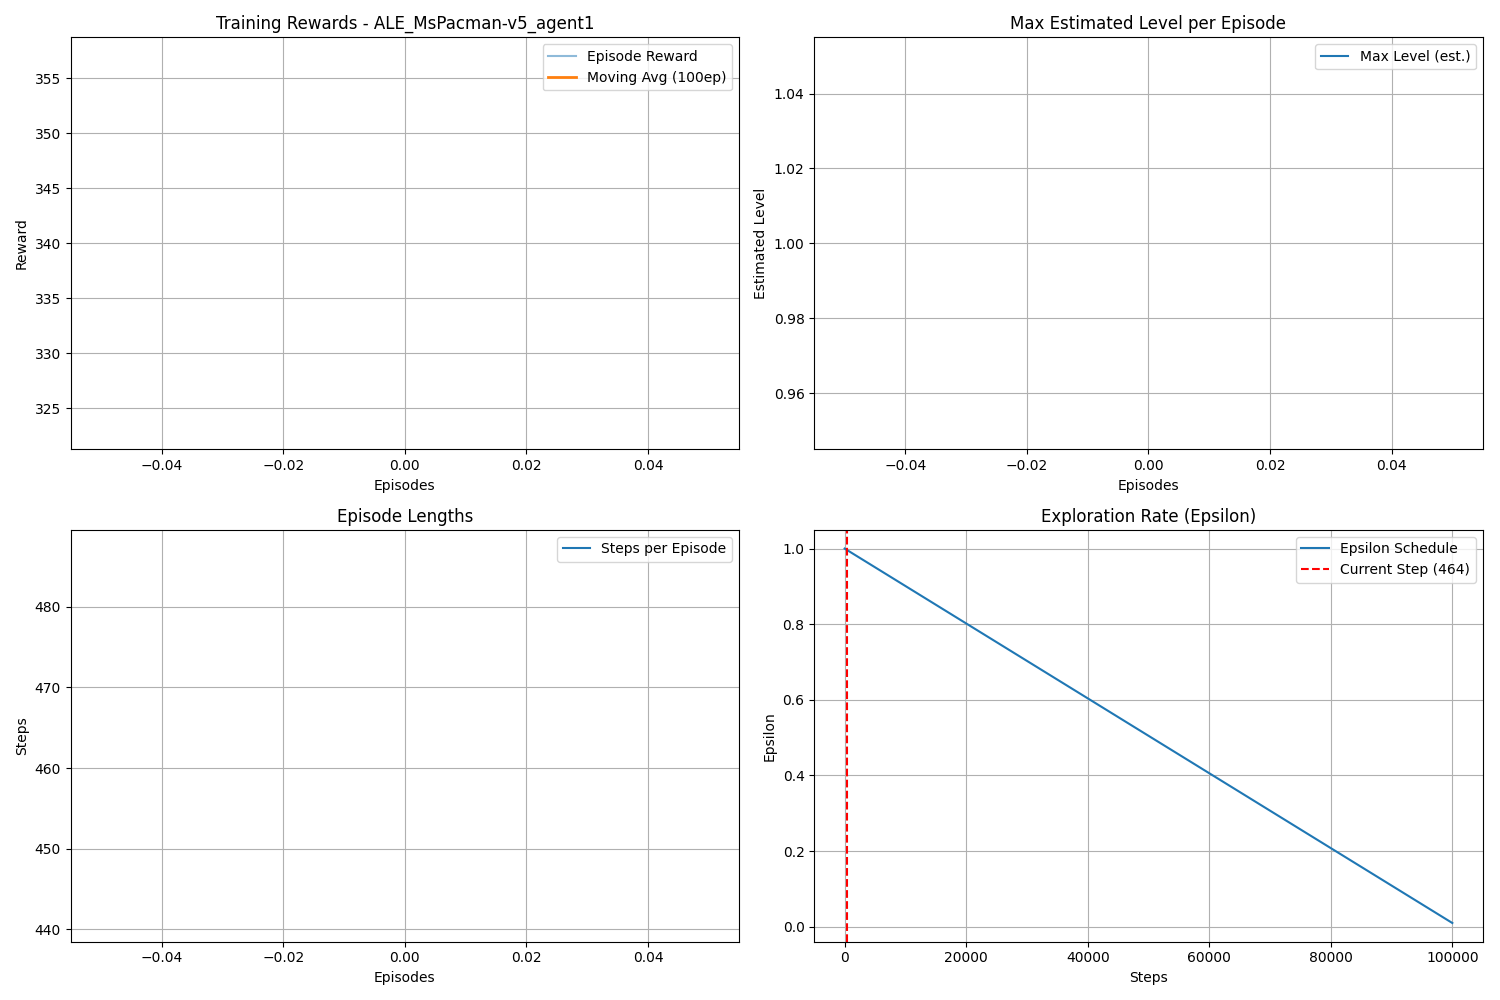 Training Rewards - ALE_MsPacman-v5_agent1
Episode Reward
Moving Avg (100ep)
355
350
345
340
335
330
325
Reward
−0.04 −0.02 0.00 0.02 0.04
Episodes
Max Estimated Level per Episode
Max Level (est.)
1.04
1.02
1.00
0.98
0.96
Estimated Level
−0.04 −0.02 0.00 0.02 0.04
Episodes
Episode Lengths
Steps per Episode
480
470
460
450
440
Steps
−0.04 −0.02 0.00 0.02 0.04
Episodes
Exploration Rate (Epsilon)
Epsilon Schedule
Current Step (464)
1.0
0.8
0.6
0.4
0.2
0.0
Epsilon
0 20000 40000 60000 80000 100000
Steps